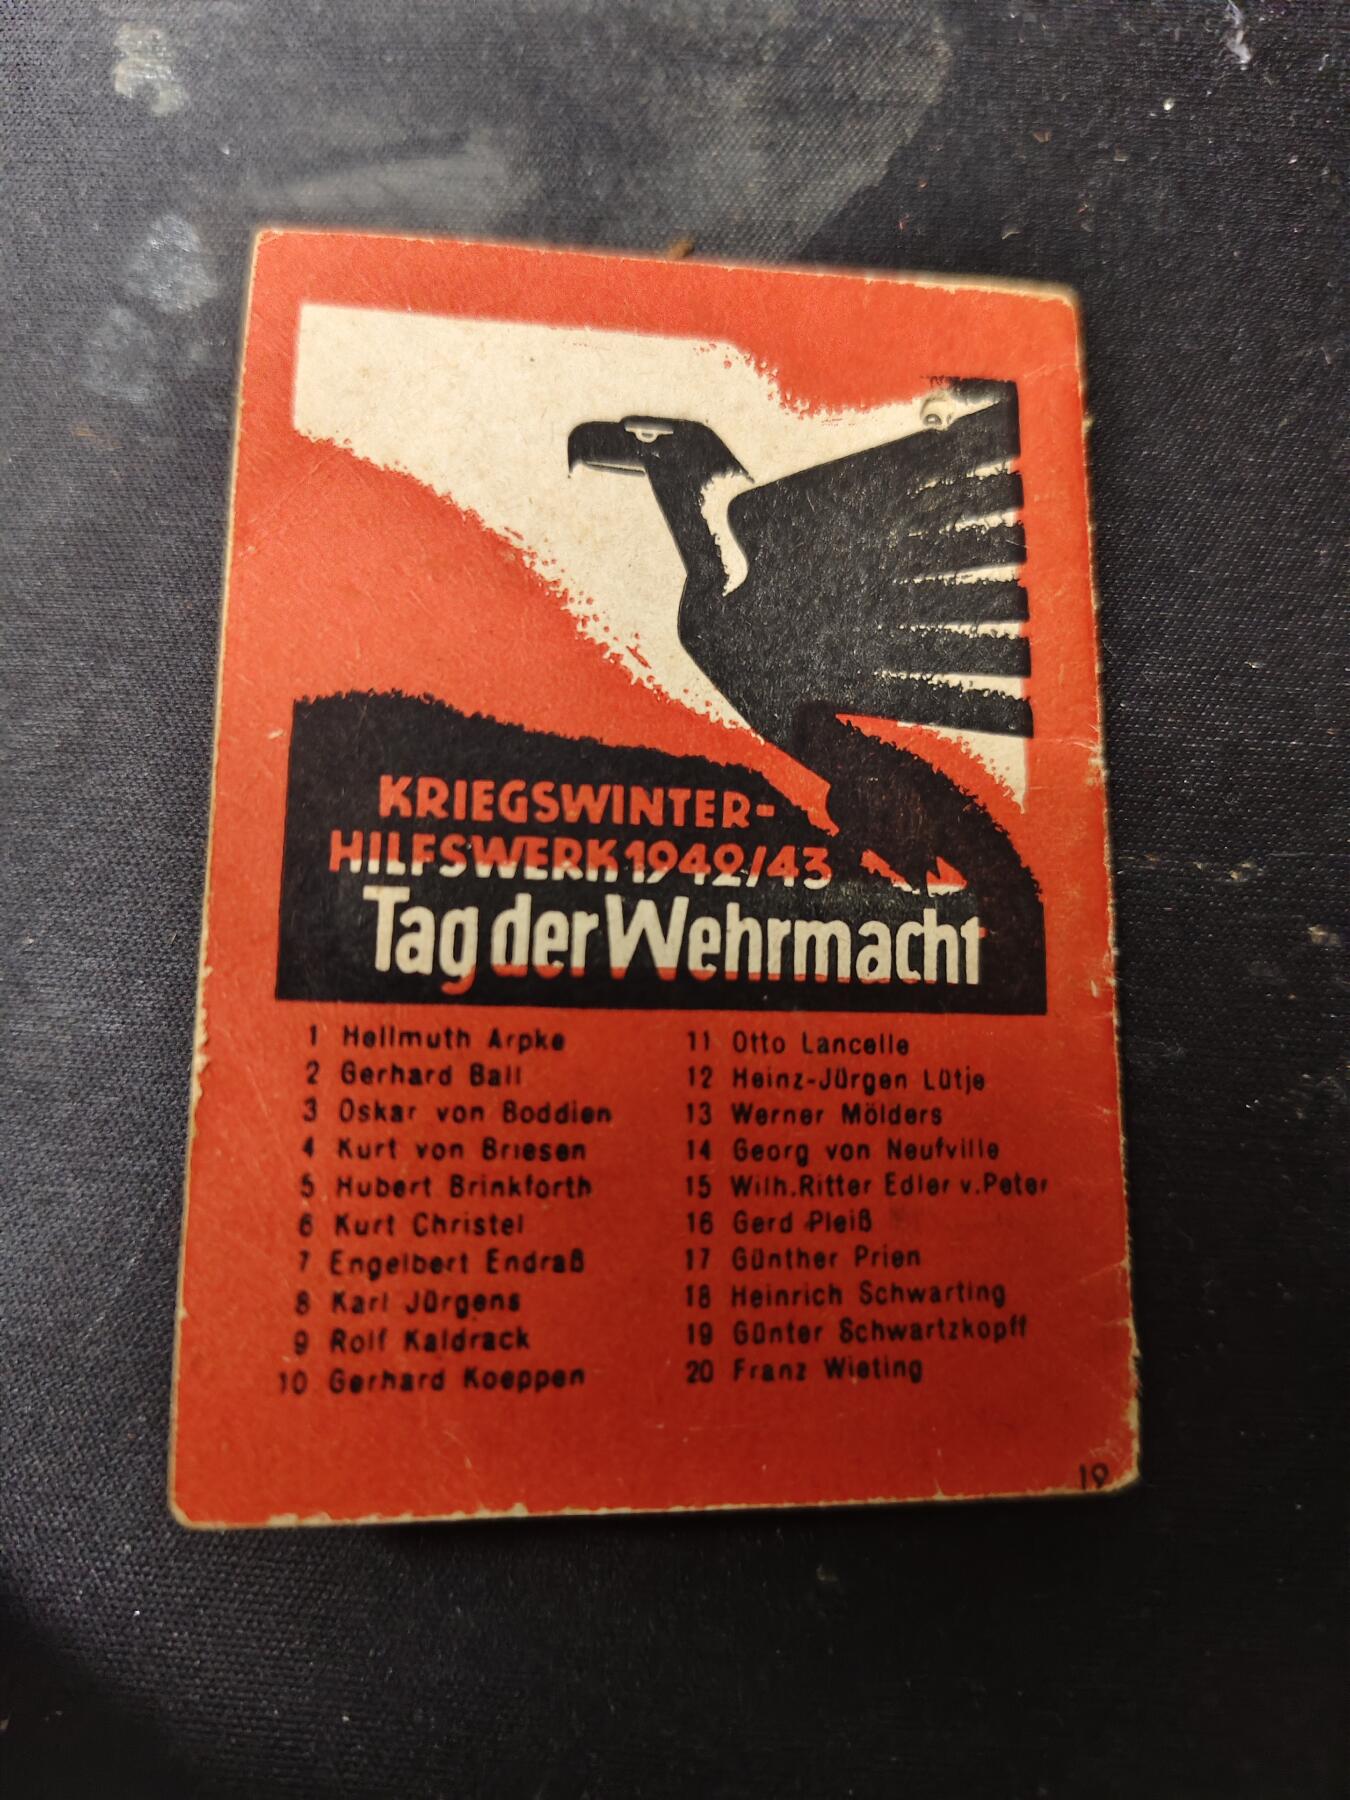 KRIEGSWINTER-
HILFSWERK 1942/43
Tag der Wehrmacht
1 Hellmuth Arpke
2 Gerhard Ball
3 Oskar von Boddien
4 Kurt von Briesen
5 Hubert Brinkforth
6 Kurt Christel
7 Engelbert Endraß
8 Karl Jürgens
9 Rolf Kaldrack
10 Gerhard Koeppen
11 Otto Lancelle
12 Heinz-Jürgen Lütje
13 Werner Mölders
14 Georg von Neufville
15 Wilh. Ritter Edler v. Peter
16 Gerd Pleiß
17 Günther Prien
18 Heinrich Schwarting
19 Günter Schwartzkopff
20 Franz Wieting
19